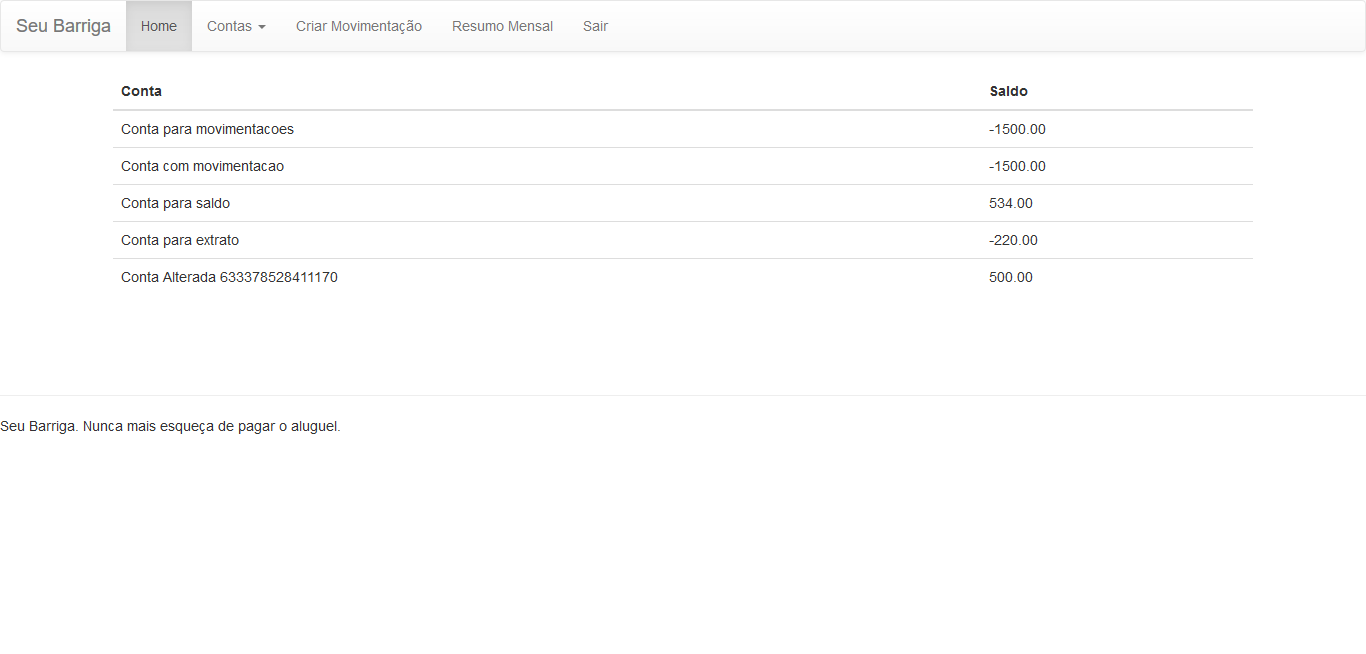 Seu Barriga Home Contas Criar Movimentação Resumo Mensal Sair
Conta Saldo
Conta para movimentacoes -1500.00
Conta com movimentacao -1500.00
Conta para saldo 534.00
Conta para extrato -220.00
Conta Alterada 633378528411170 500.00
Seu Barriga. Nunca mais esqueça de pagar o aluguel.